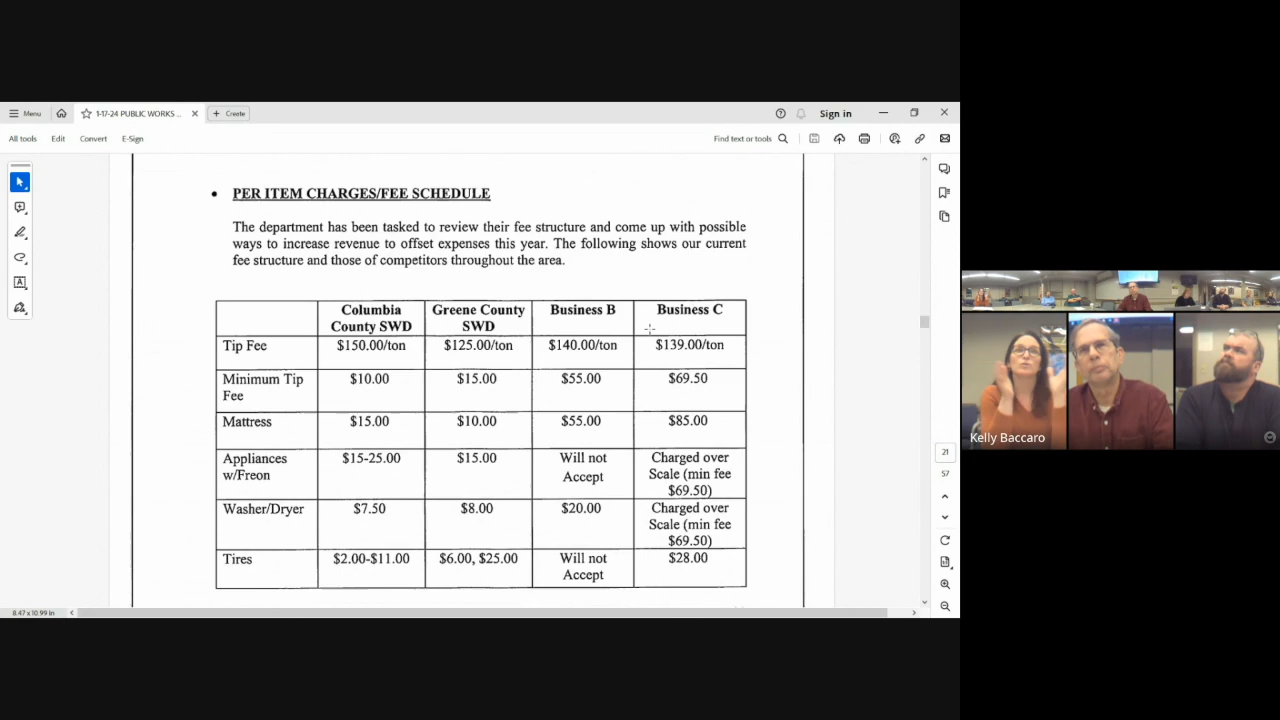 Menu
1-17-24 PUBLIC WORKS ...
Create
Sign in
All tools
Edit
Convert
E-Sign
Find text or tools
• PER ITEM CHARGES/FEE SCHEDULE
The department has been tasked to review their fee structure and come up with possible
ways to increase revenue to offset expenses this year. The following shows our current
fee structure and those of competitors throughout the area.
Columbia County SWD
Greene County SWD
Business B
Business C
Tip Fee $150.00/ton $125.00/ton $140.00/ton $139.00/ton
Minimum Tip Fee $10.00 $15.00 $55.00 $69.50
Mattress $15.00 $10.00 $55.00 $85.00
Appliances w/Freon $15-25.00 $15.00 Will not Accept Charged over Scale (min fee $69.50)
Washer/Dryer $7.50 $8.00 $20.00 Charged over Scale (min fee $69.50)
Tires $2.00-$11.00 $6.00, $25.00 Will not Accept $28.00
21
57
8.47 x 10.99 in
Kelly Baccaro